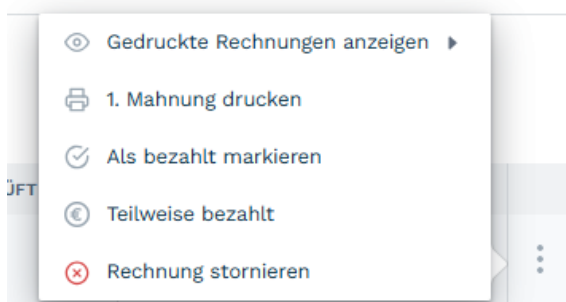 Gedruckte Rechnungen anzeigen
1. Mahnung drucken
Als bezahlt markieren
ÜFT
Teilweise bezahlt
Rechnung stornieren